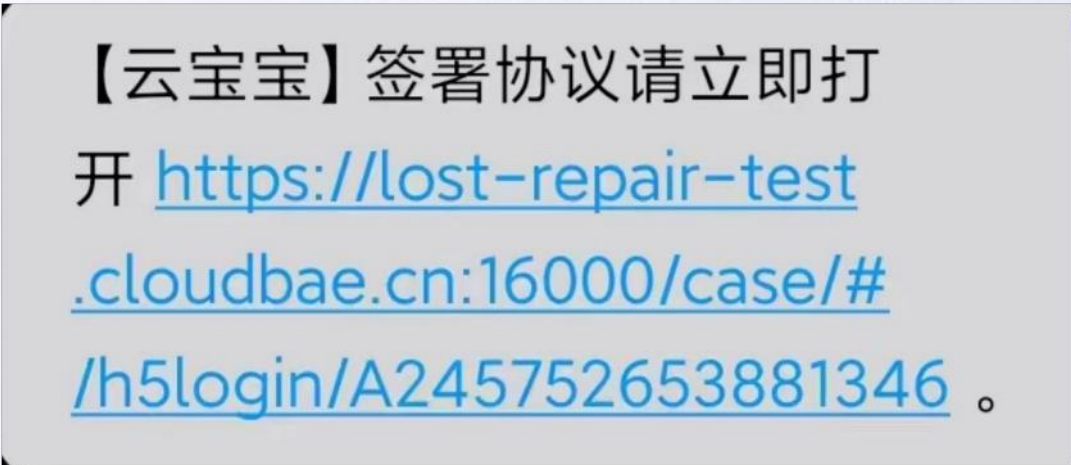 【云宝宝】签署协议请立即打
开 https://lost-repair-test
.cloudbae.cn:16000/case/#
/h5login/A245752653881346 。